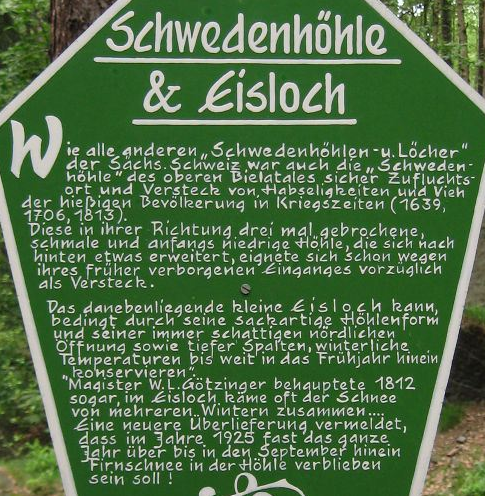 Schwedenhöhle
& Eisloch
Wie alle anderen „Schwedenhöhlen-u. Löcher"
der Sächs. Schweiz war auch die „Schweden-
höhle" des oberen Bielatales sicher Zufluchts-
ort und Versteck von Habseligkeiten und Vieh
der hießigen Bevölkerung in Kriegszeiten (1639,
1706, 1813).
Diese in ihrer Richtung drei mal gebrochene,
schmale und anfangs niedrige Höhle, die sich nach
hinten etwas erweitert, eignete sich schon wegen
ihres früher verborgenen Einganges vorzüglich
als Versteck.
Das danebenliegende kleine Eisloch kann,
bedingt durch seine sackartige Höhlenform
und seiner immer schattigen nördlichen
Öffnung sowie tiefer Spalten, winterliche
Temperaturen bis weit in das Frühjahr hinein
"konservieren".
"Magister W.L. Götzinger behauptete 1812
sogar, im Eisloch käme oft der Schnee
von mehreren Wintern zusammen....
Eine neuere Überlieferung vermeldet,
dass im Jahre 1925 fast das ganze
Jahr über bis in den September hinein
Firnschnee in der Höhle verblieben
sein soll !